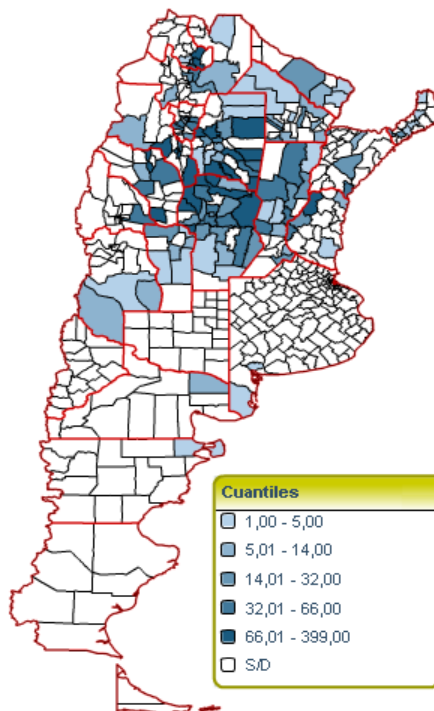 Cuantiles
1,00 - 5,00
5,01 - 14,00
14,01 - 32,00
32,01 - 66,00
66,01 - 399,00
S/D